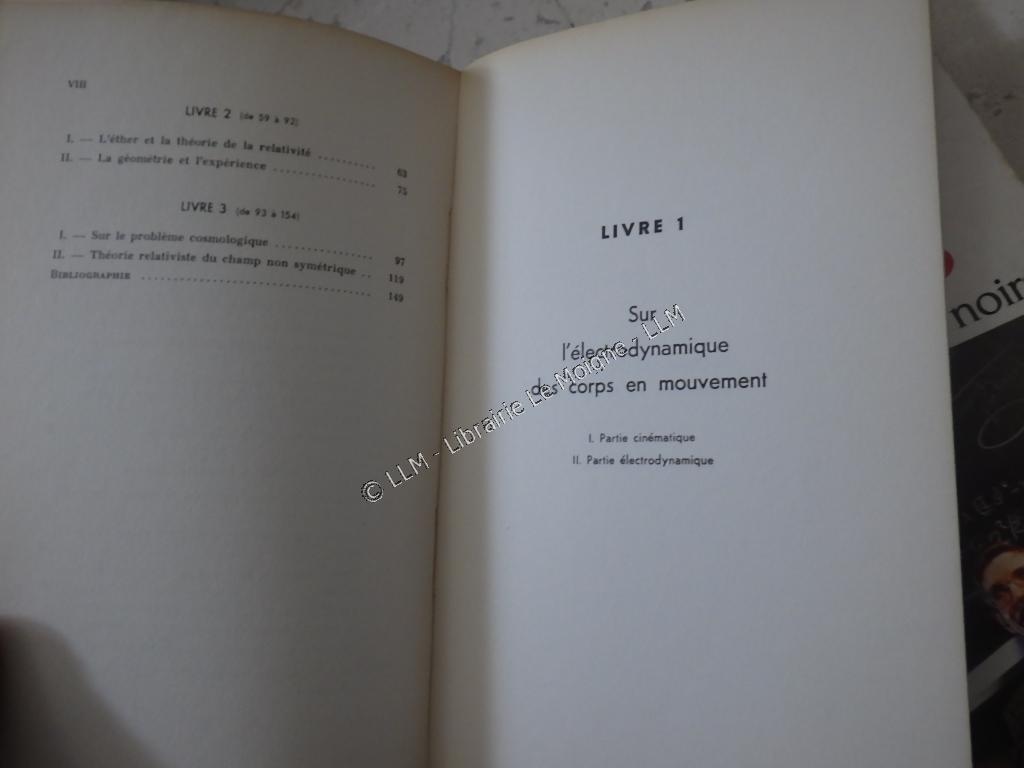 VIII
LIVRE 2 (de 59 à 92)
I. — L'éther et la théorie de la relativité .......... 63
II. — La géométrie et l'expérience .................. 75
LIVRE 3 (de 93 à 154)
I. — Sur le problème cosmologique ................ 97
II. — Théorie relativiste du champ non symétrique .. 119
BIBLIOGRAPHIE ...................................... 149
LIVRE 1
Sur
l'électrodynamique
des corps en mouvement
I. Partie cinématique
II. Partie électrodynamique
© LLM - Librairie Le Moigne / LLM
noir